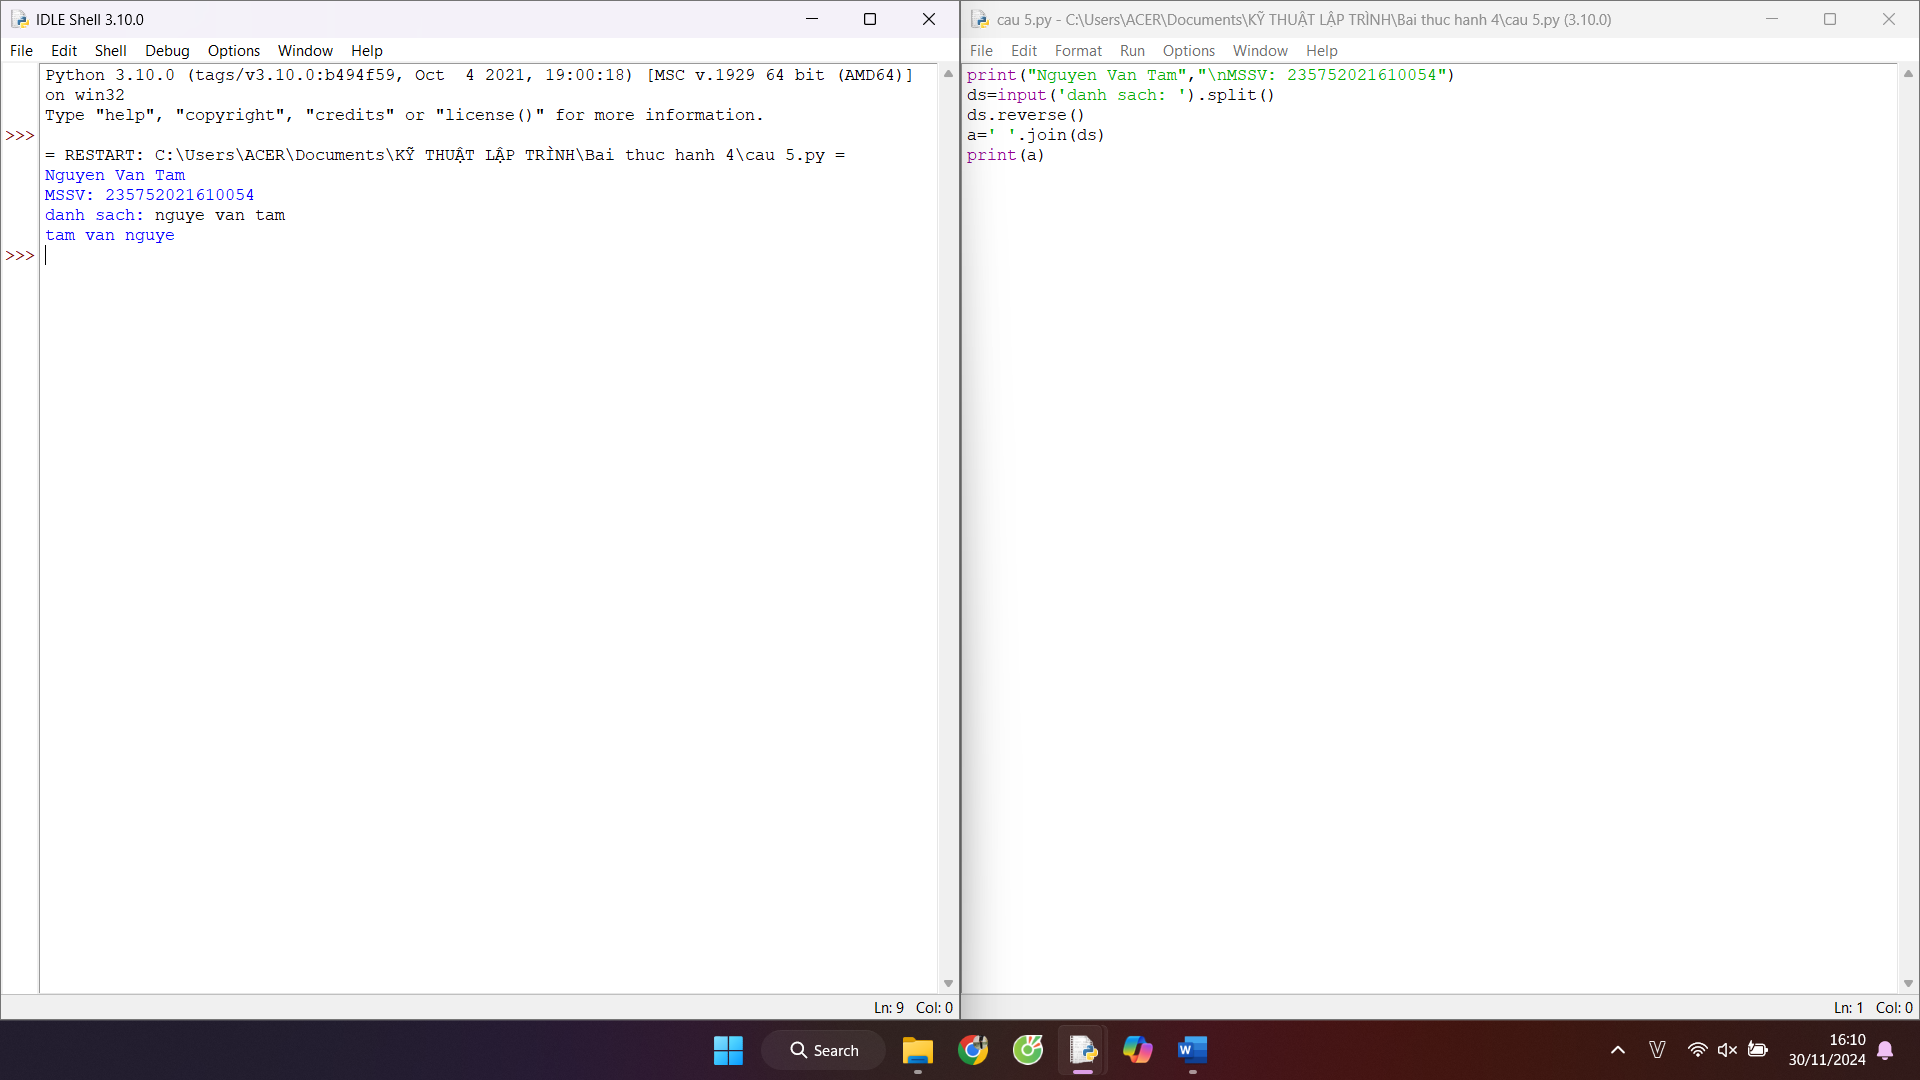 IDLE Shell 3.10.0
File Edit Shell Debug Options Window Help
Python 3.10.0 (tags/v3.10.0:b494f59, Oct  4 2021, 19:00:18) [MSC v.1929 64 bit (AMD64)]
on win32
Type "help", "copyright", "credits" or "license()" for more information.
>>>
= RESTART: C:\Users\ACER\Documents\KỸ THUẬT LẬP TRÌNH\Bai thuc hanh 4\cau 5.py =
Nguyen Van Tam
MSSV: 235752021610054
danh sach: nguye van tam
tam van nguye
>>>
Ln: 9 Col: 0
cau 5.py - C:\Users\ACER\Documents\KỸ THUẬT LẬP TRÌNH\Bai thuc hanh 4\cau 5.py (3.10.0)
File Edit Format Run Options Window Help
print("Nguyen Van Tam","\nMSSV: 235752021610054")
ds=input('danh sach: ').split()
ds.reverse()
a=' '.join(ds)
print(a)
Ln: 1 Col: 0
Search
16:10
30/11/2024